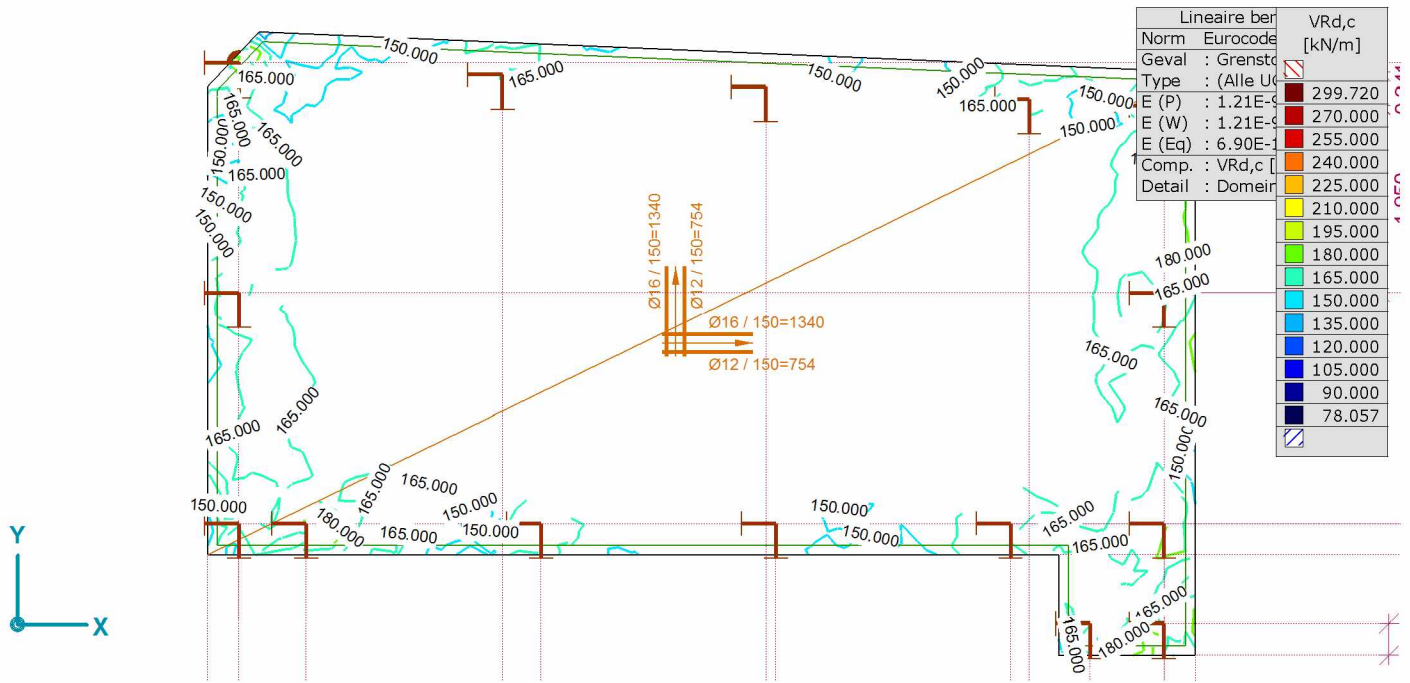 Lineaire ber
Norm Eurocode
Geval : Grenstc
Type : (Alle UG
E (P) : 1.21E-9
E (W) : 1.21E-9
E (Eq) : 6.90E-1
Comp. : VRd,c [
Detail : Domein
VRd,c
[kN/m]
299.720
270.000
255.000
240.000
225.000
210.000
195.000
180.000
165.000
150.000
135.000
120.000
105.000
90.000
78.057
150.000
165.000
165.000
150.000
150.000
165.000
150.000
150.000
165.000
165.000
150.000
165.000
150.000
150.000
180.000
165.000
165.000
165.000
150.000
Ø16 / 150=1340
Ø12 / 150=754
Ø16 / 150=1340
Ø12 / 150=754
165.000
165.000
165.000
165.000
150.000
180.000
165.000
150.000
150.000
150.000
150.000
165.000
165.000
165.000
180.000
165.000
Y
X